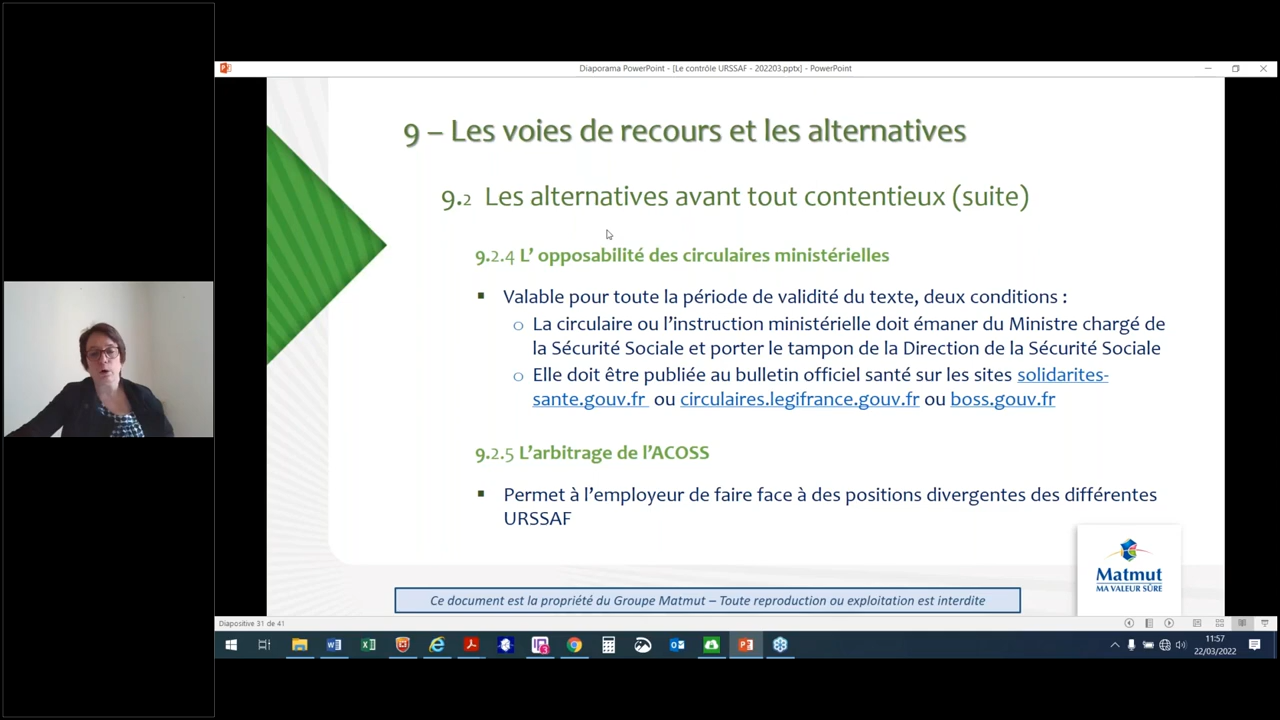 Diaporama PowerPoint - [Le contrôle URSSAF - 202203.pptx] - PowerPoint
9 – Les voies de recours et les alternatives
9.2 Les alternatives avant tout contentieux (suite)
9.2.4 L’ opposabilité des circulaires ministérielles
Valable pour toute la période de validité du texte, deux conditions :
La circulaire ou l’instruction ministérielle doit émaner du Ministre chargé de
la Sécurité Sociale et porter le tampon de la Direction de la Sécurité Sociale
Elle doit être publiée au bulletin officiel santé sur les sites solidarites-
sante.gouv.fr ou circulaires.legifrance.gouv.fr ou boss.gouv.fr
9.2.5 L’arbitrage de l’ACOSS
Permet à l’employeur de faire face à des positions divergentes des différentes
URSSAF
Matmut
MA VALEUR SÛRE
Ce document est la propriété du Groupe Matmut – Toute reproduction ou exploitation est interdite
Diapositive 31 de 41
11:57
22/03/2022